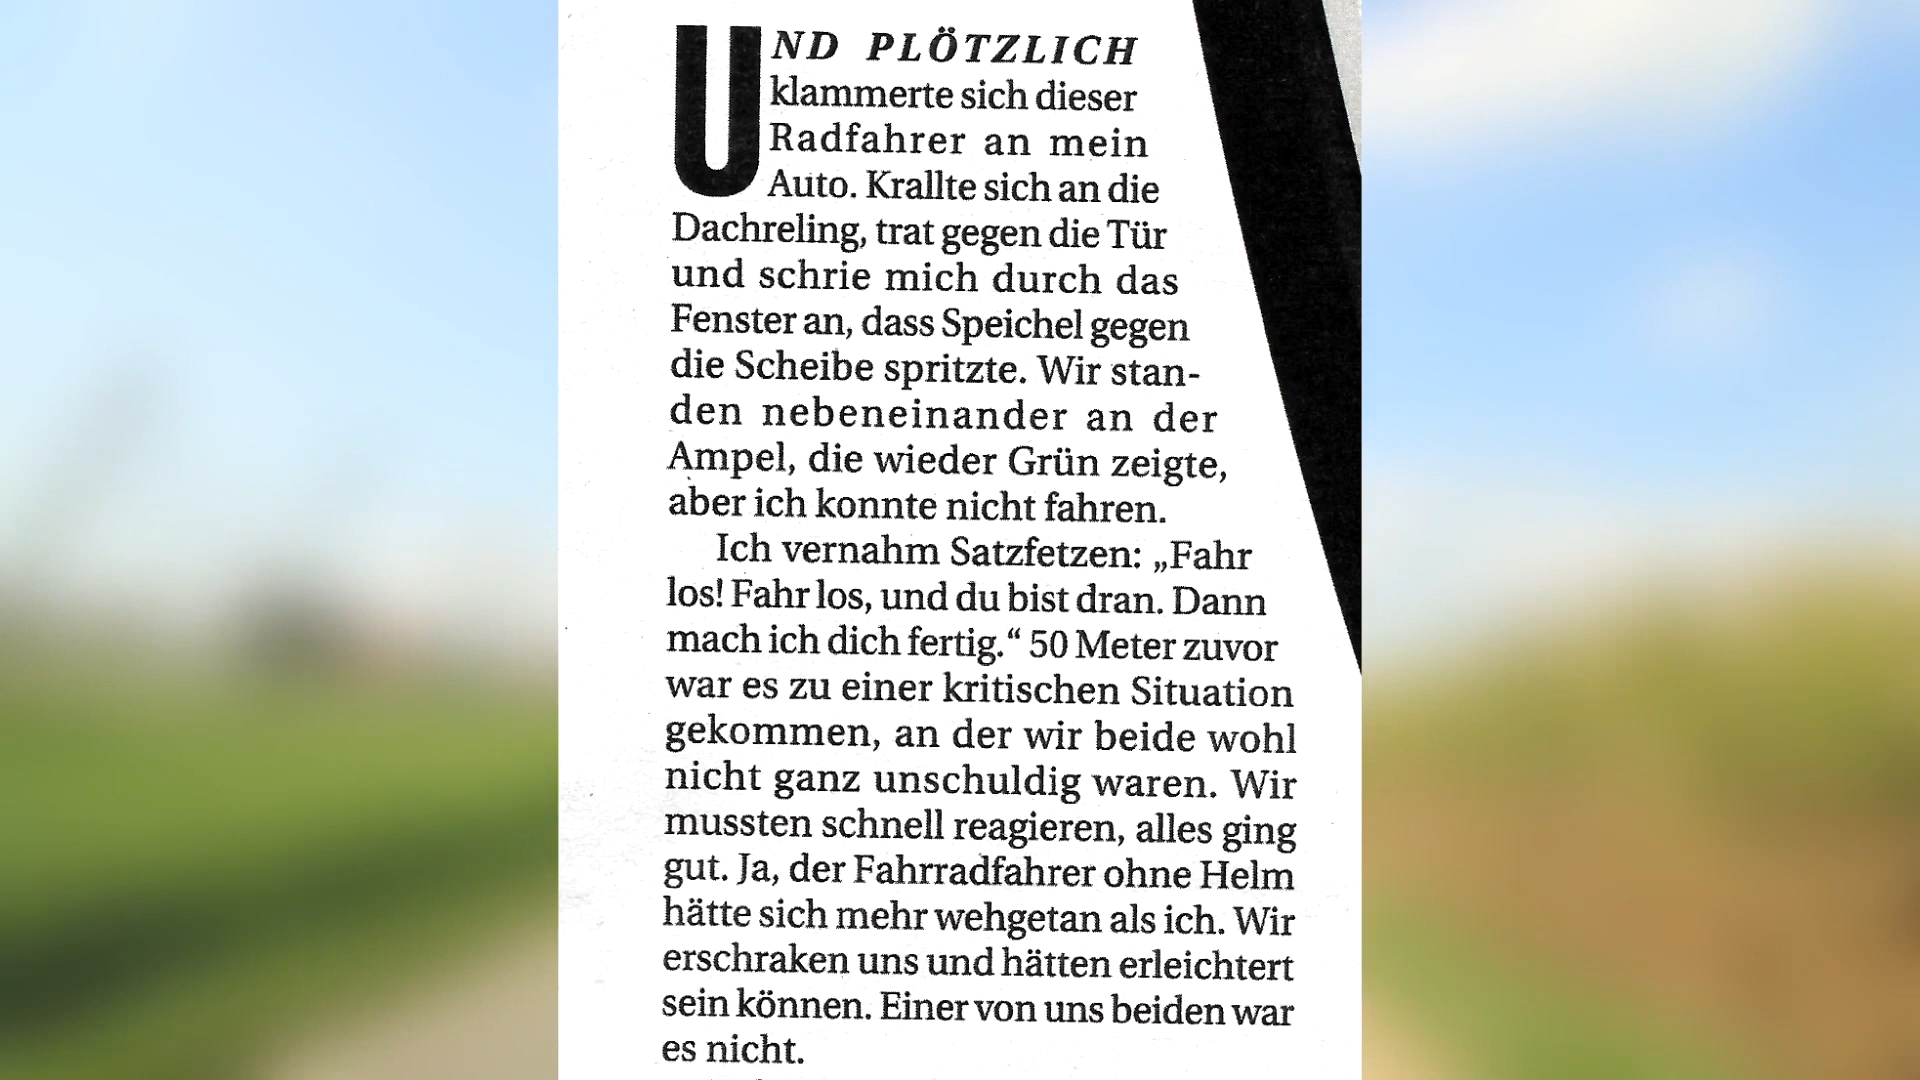 UND PLÖTZLICH
klammerte sich dieser
Radfahrer an mein
Auto. Krallte sich an die
Dachreling, trat gegen die Tür
und schrie mich durch das
Fenster an, dass Speichel gegen
die Scheibe spritzte. Wir stan-
den nebeneinander an der
Ampel, die wieder Grün zeigte,
aber ich konnte nicht fahren.
Ich vernahm Satzfetzen: „Fahr
los! Fahr los, und du bist dran. Dann
mach ich dich fertig.“ 50 Meter zuvor
war es zu einer kritischen Situation
gekommen, an der wir beide wohl
nicht ganz unschuldig waren. Wir
mussten schnell reagieren, alles ging
gut. Ja, der Fahrradfahrer ohne Helm
hätte sich mehr wehgetan als ich. Wir
erschraken uns und hätten erleichtert
sein können. Einer von uns beiden war
es nicht.